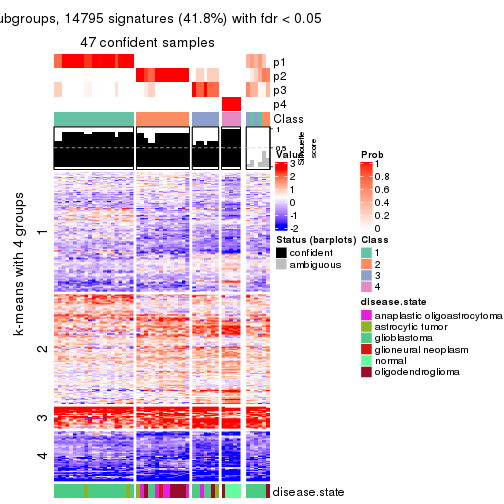 ubgroups, 14795 signatures (41.8%) with fdr < 0.05
47 confident samples
p1
p2
p3
p4
Class
1
0.5
0
Silhouette
score
k-means with 4 groups
1
2
3
4
disease.state
Value
3
2
1
0
-1
-2
Status (barplots)
confident
ambiguous
Prob
1
0.8
0.6
0.4
0.2
0
Class
1
2
3
4
disease.state
anaplastic oligoastrocytoma
astrocytic tumor
glioblastoma
glioneural neoplasm
normal
oligodendroglioma